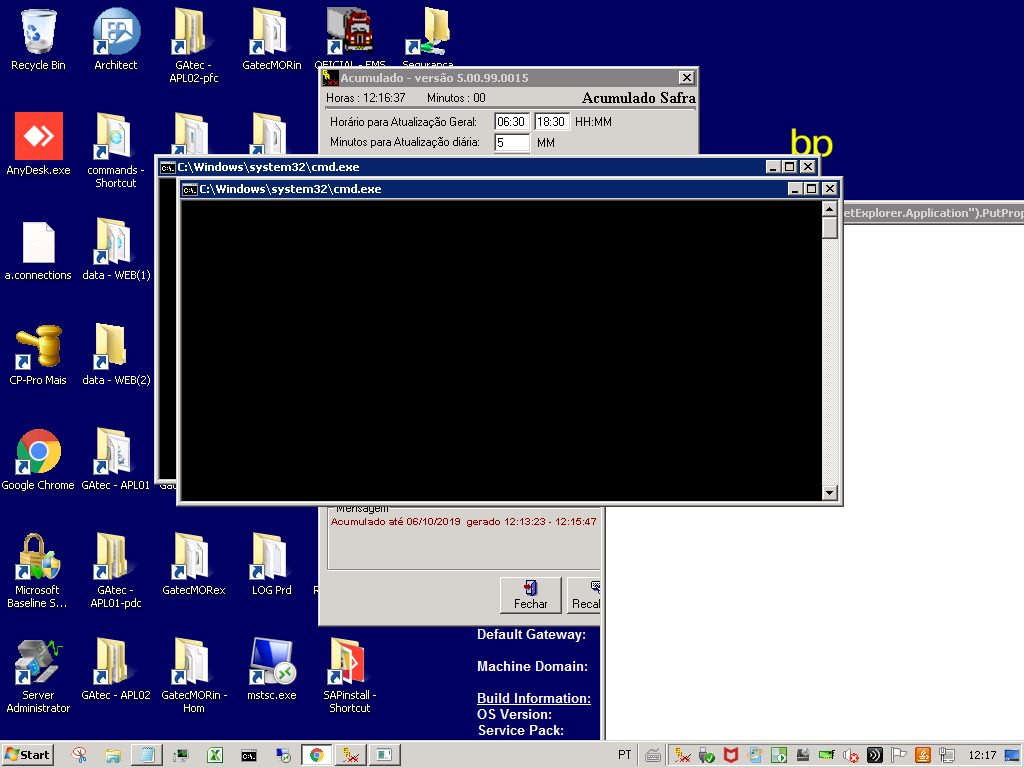 Recycle Bin
Architect
GAtec -
APL02-pfc
GatecMORin
OFICIAL - EMS
Segurança
Acumulado - versão 5.00.99.0015
Horas : 12:16:37 Minutos : 00 Acumulado Safra
Horário para Atualização Geral: 06:30 18:30 HH:MM
Minutos para Atualização diária: 5 MM
bp
AnyDesk.exe
commands -
Shortcut
C:\Windows\system32\cmd.exe
C:\Windows\system32\cmd.exe
etExplorer.Application").PutProp
a.connections
data - WEB(1)
CP-Pro Mais
data - WEB(2)
Google Chrome
GAtec - APL01
Mensagem
Acumulado até 06/10/2019 gerado 12:13:23 - 12:15:47
Fechar
Recal
Microsoft
Baseline S...
GAtec -
APL01-pdc
GatecMORex
LOG Prd
Default Gateway:
Machine Domain:
Build Information:
OS Version:
Service Pack:
Server
Administrator
GAtec - APL02
GatecMORin -
Hom
mstsc.exe
SAPinstall -
Shortcut
Start
PT
12:17